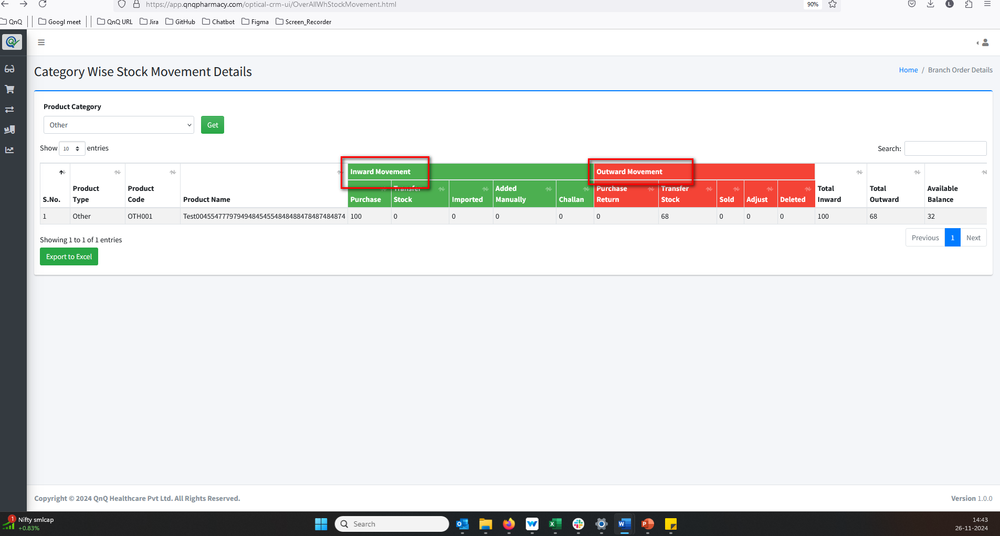 https://app.qnqpharmacy.com/optical-crm-ui/OverAllWhStockMovement.html 90% L
QnQ Googl meet QnQ URL Jira GitHub Chatbot Figma Screen_Recorder
Category Wise Stock Movement Details
Home / Branch Order Details
Product Category
Other Get
Show 10 entries Search:
Inward Movement Outward Movement
S.No. Product Type Product Code Product Name Purchase Transfer Stock Imported Added Manually Challan Purchase Return Transfer Stock Sold Adjust Deleted Total Inward Total Outward Available Balance
1 Other OTH001 Test0045547779794948454554848488478487484874 100 0 0 0 0 0 68 0 0 0 100 68 32
Showing 1 to 1 of 1 entries Previous 1 Next
Export to Excel
Copyright © 2024 QnQ Healthcare Pvt Ltd. All Rights Reserved. Version 1.0.0
1 Nifty smlcap
+0.83%
Search
14:43
26-11-2024